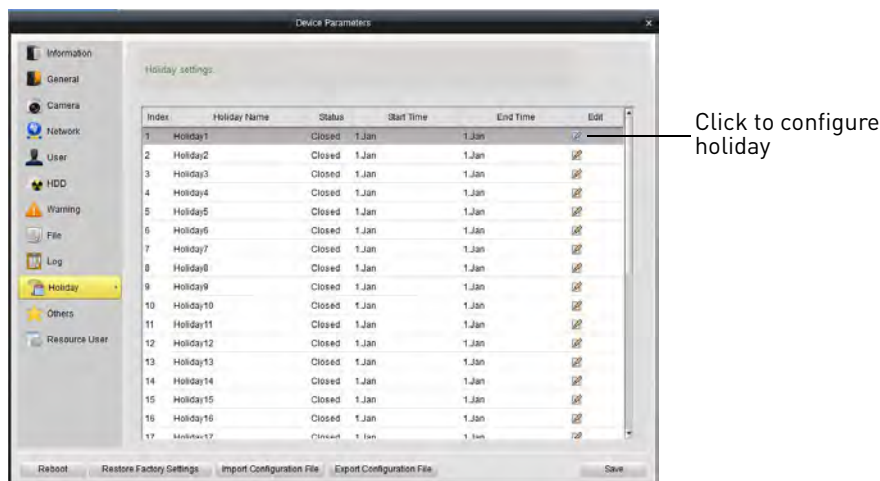 Device Parameters
Information
General
Camera
Network
User
HDD
Warning
File
Log
Holiday
Others
Resource User
Holiday settings.
Index Holiday Name Status Start Time End Time Edit
1 Holiday1 Closed 1.Jan 1.Jan
2 Holiday2 Closed 1.Jan 1.Jan
3 Holiday3 Closed 1.Jan 1.Jan
4 Holiday4 Closed 1.Jan 1.Jan
5 Holiday5 Closed 1.Jan 1.Jan
6 Holiday6 Closed 1.Jan 1.Jan
7 Holiday7 Closed 1.Jan 1.Jan
8 Holiday8 Closed 1.Jan 1.Jan
9 Holiday9 Closed 1.Jan 1.Jan
10 Holiday10 Closed 1.Jan 1.Jan
11 Holiday11 Closed 1.Jan 1.Jan
12 Holiday12 Closed 1.Jan 1.Jan
13 Holiday13 Closed 1.Jan 1.Jan
14 Holiday14 Closed 1.Jan 1.Jan
15 Holiday15 Closed 1.Jan 1.Jan
16 Holiday16 Closed 1.Jan 1.Jan
17 Holiday17 Closed 1.Jan 1.Jan
Reboot Restore Factory Settings Import Configuration File Export Configuration File Save
Click to configure
holiday